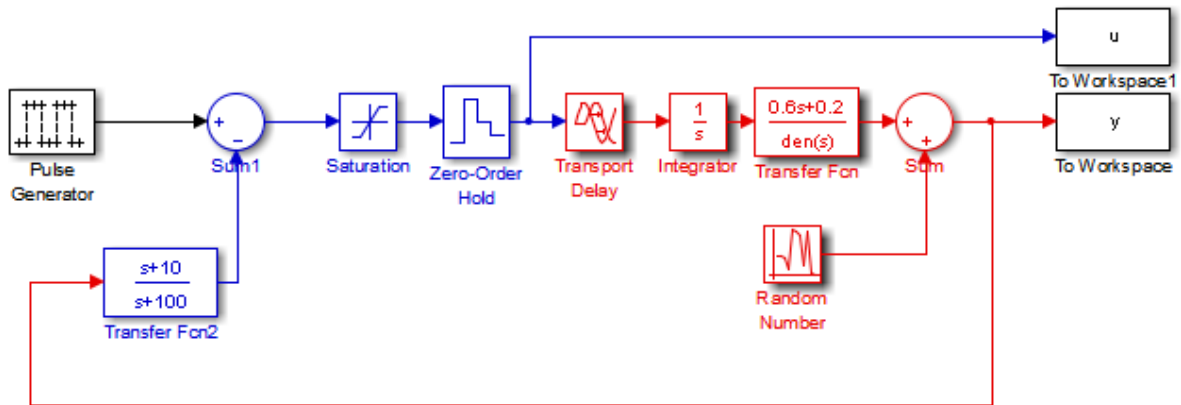 u
To Workspace1
+
−
Sum1
Saturation
Zero-Order
Hold
Transport
Delay
1
s
Integrator
0.6s+0.2
den(s)
Transfer Fcn
+
+
Sum
y
To Workspace
Pulse
Generator
s+10
s+100
Transfer Fcn2
Random
Number